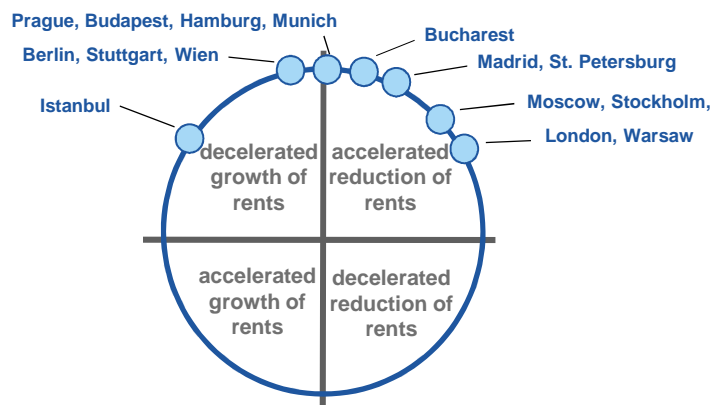 Prague, Budapest, Hamburg, Munich
Bucharest
Berlin, Stuttgart, Wien
Madrid, St. Petersburg
Istanbul
Moscow, Stockholm,
London, Warsaw
decelerated
growth of
rents
accelerated
reduction of
rents
accelerated
growth of
rents
decelerated
reduction of
rents